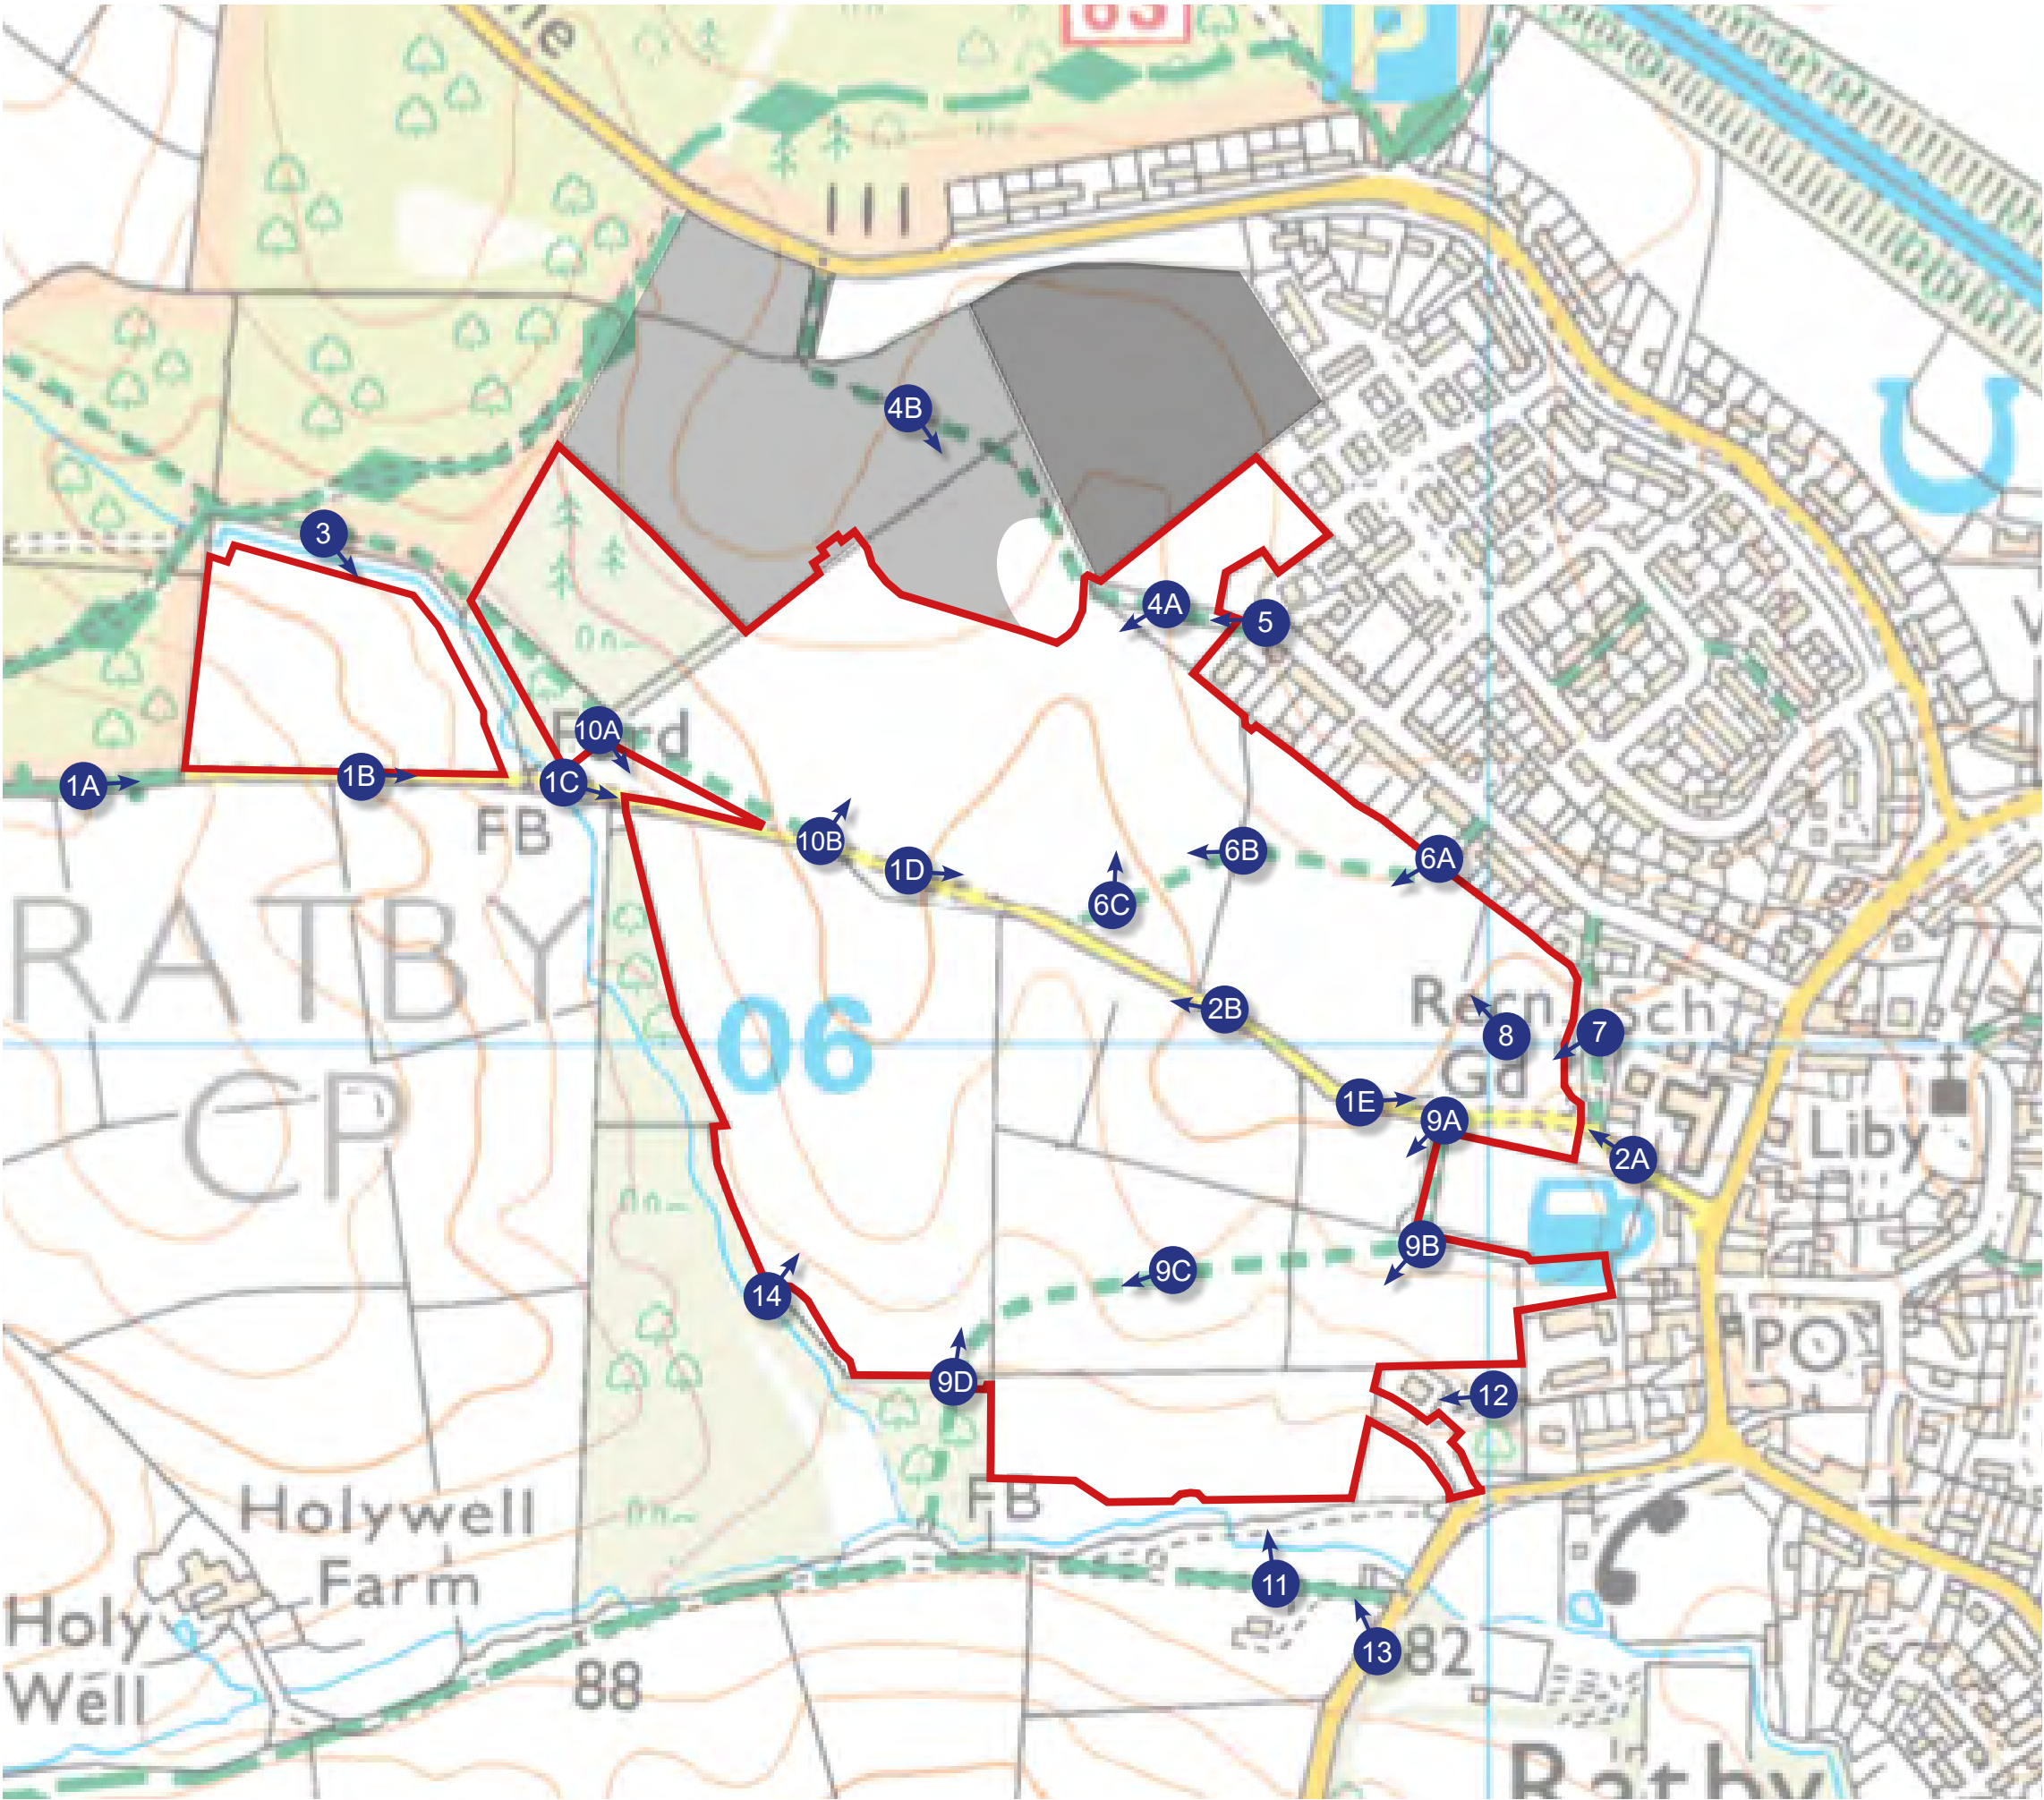 P
4B
3
4A
5
Ford
10A
1A
1B
1C
FB
10B
1D
6B
6A
6C
RATBY
CP
06
2B
Recn
Gd
8
Sch
7
1E
9A
2A
Liby
9B
9C
14
9D
12
PO
FB
Holywell
Farm
Holy
Well
88
11
13
82
Ratby